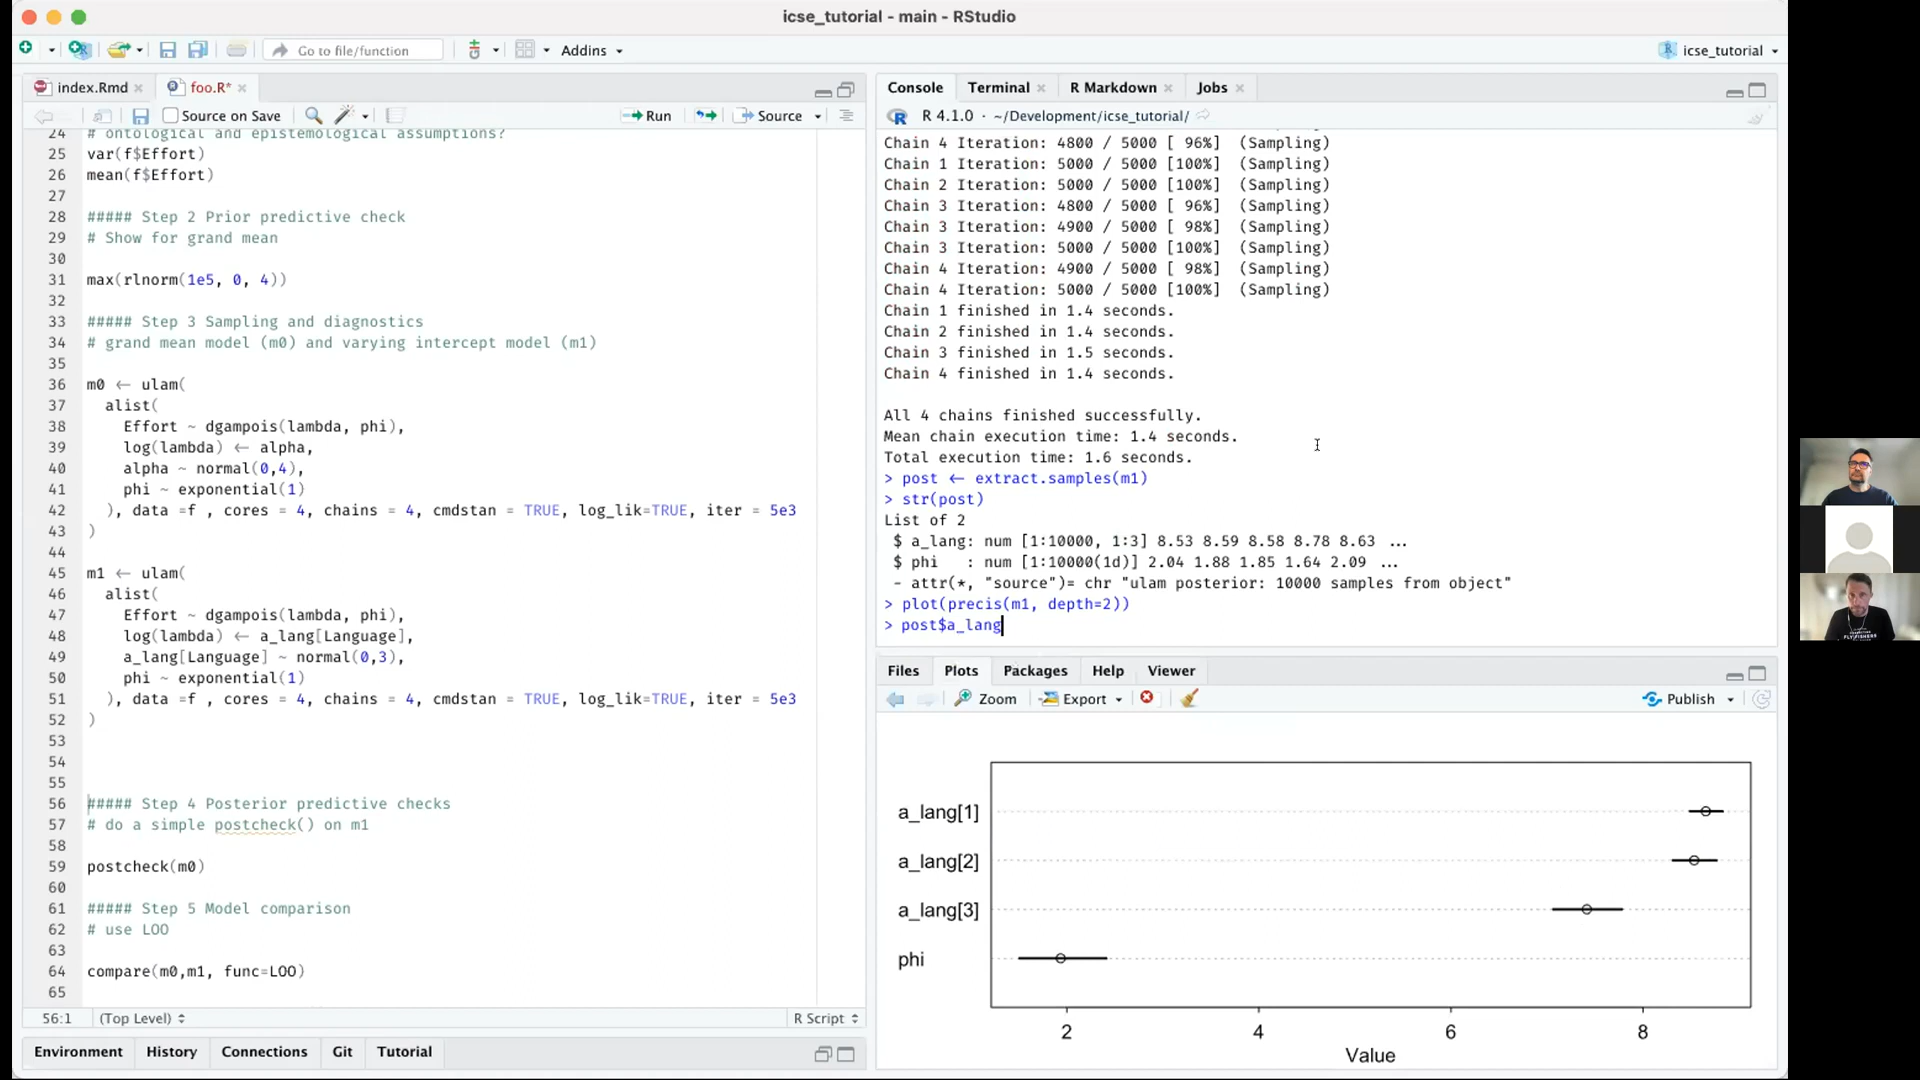 icse_tutorial - main - RStudio
Go to file/function
Addins
icse_tutorial
index.Rmd
foo.R*
Source on Save
Run
Source
24 # ontological and epistemological assumptions?
25 var(f$Effort)
26 mean(f$Effort)
27
28 ##### Step 2 Prior predictive check
29 # Show for grand mean
30
31 max(rlnorm(1e5, 0, 4))
32
33 ##### Step 3 Sampling and diagnostics
34 # grand mean model (m0) and varying intercept model (m1)
35
36 m0 <- ulam(
37 alist(
38 Effort ~ dgampois(lambda, phi),
39 log(lambda) <- alpha,
40 alpha ~ normal(0,4),
41 phi ~ exponential(1)
42 ), data =f , cores = 4, chains = 4, cmdstan = TRUE, log_lik=TRUE, iter = 5e3
43 )
44
45 m1 <- ulam(
46 alist(
47 Effort ~ dgampois(lambda, phi),
48 log(lambda) <- a_lang[Language],
49 a_lang[Language] ~ normal(0,3),
50 phi ~ exponential(1)
51 ), data =f , cores = 4, chains = 4, cmdstan = TRUE, log_lik=TRUE, iter = 5e3
52 )
53
54
55
56 ##### Step 4 Posterior predictive checks
57 # do a simple postcheck() on m1
58
59 postcheck(m0)
60
61 ##### Step 5 Model comparison
62 # use LOO
63
64 compare(m0,m1, func=LOO)
65
56:1
(Top Level)
R Script
Environment
History
Connections
Git
Tutorial
Console
Terminal
R Markdown
Jobs
R 4.1.0 · ~/Development/icse_tutorial/
Chain 4 Iteration: 4800 / 5000 [ 96%] (Sampling)
Chain 1 Iteration: 5000 / 5000 [100%] (Sampling)
Chain 2 Iteration: 5000 / 5000 [100%] (Sampling)
Chain 3 Iteration: 4800 / 5000 [ 96%] (Sampling)
Chain 3 Iteration: 4900 / 5000 [ 98%] (Sampling)
Chain 3 Iteration: 5000 / 5000 [100%] (Sampling)
Chain 4 Iteration: 4900 / 5000 [ 98%] (Sampling)
Chain 4 Iteration: 5000 / 5000 [100%] (Sampling)
Chain 1 finished in 1.4 seconds.
Chain 2 finished in 1.4 seconds.
Chain 3 finished in 1.5 seconds.
Chain 4 finished in 1.4 seconds.
All 4 chains finished successfully.
Mean chain execution time: 1.4 seconds.
Total execution time: 1.6 seconds.
> post <- extract.samples(m1)
> str(post)
List of 2
$ a_lang: num [1:10000, 1:3] 8.53 8.59 8.58 8.78 8.63 ...
$ phi : num [1:10000(1d)] 2.04 1.88 1.85 1.64 2.09 ...
- attr(*, "source")= chr "ulam posterior: 10000 samples from object"
> plot(precis(m1, depth=2))
> post$a_lang
Files
Plots
Packages
Help
Viewer
Zoom
Export
Publish
a_lang[1]
a_lang[2]
a_lang[3]
phi
2 4 6 8
Value